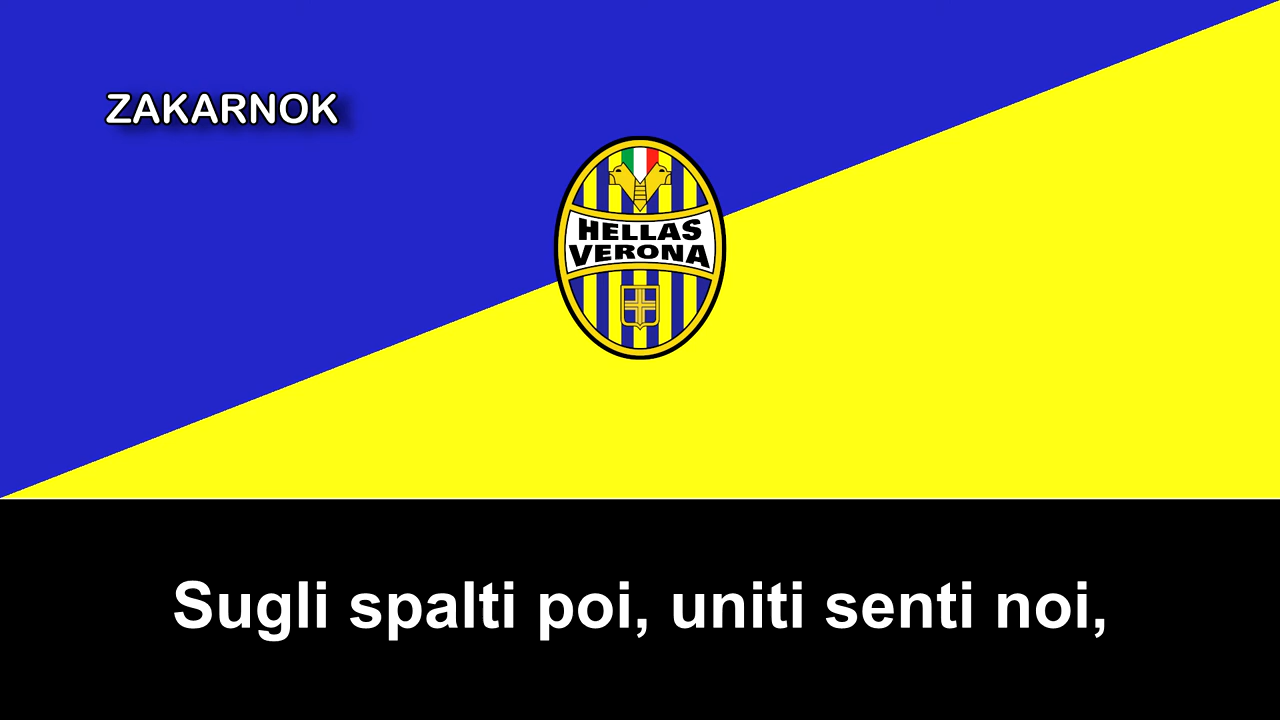 ZAKARNOK
HELLAS
VERONA
Sugli spalti poi, uniti senti noi,